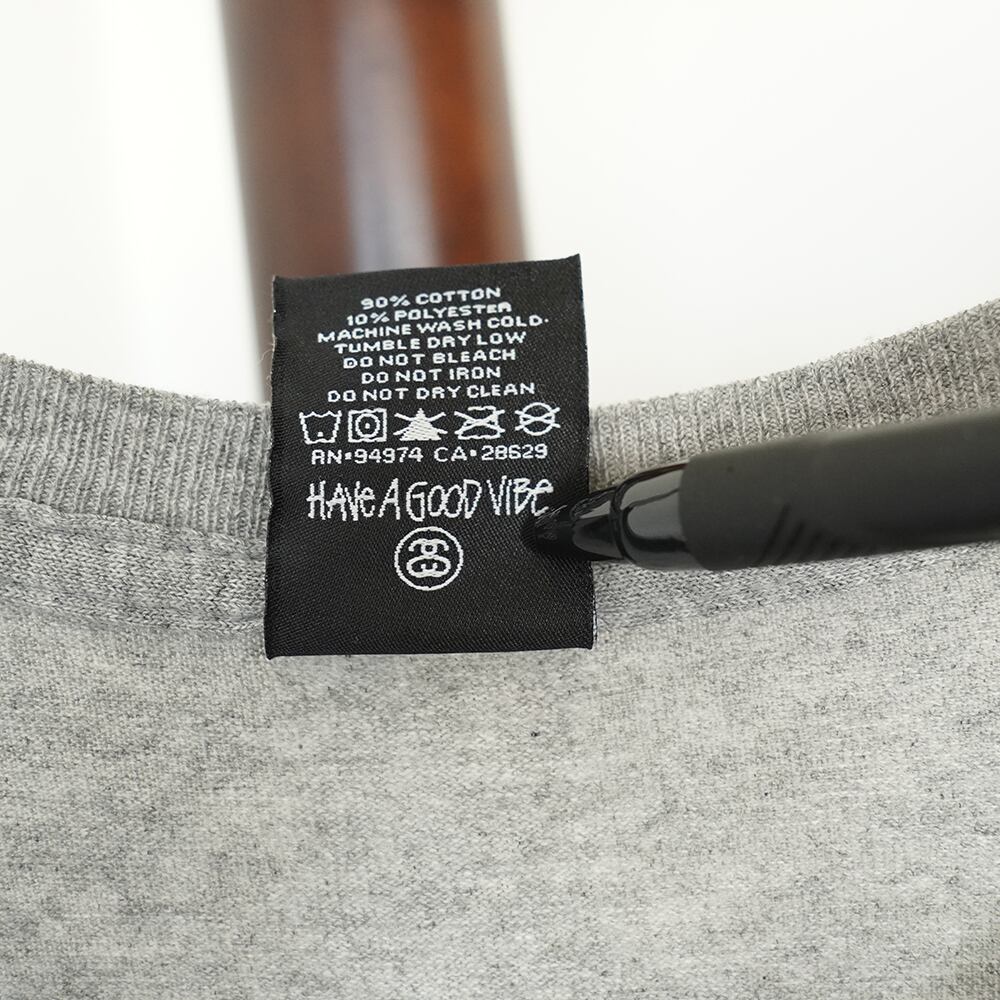 90% COTTON
10% POLYESTER
MACHINE WASH COLD.
TUMBLE DRY LOW
DO NOT BLEACH
DO NOT IRON
DO NOT DRY CLEAN
RN•94974 CA•28629
HAVE A GOOD VIBE